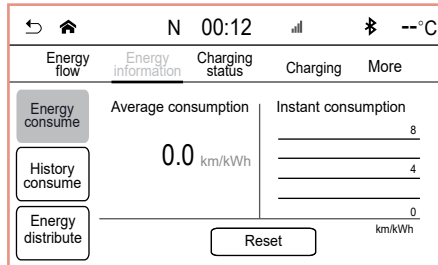 N 00:12 --°C
Energy flow
Energy information
Charging status
Charging
More
Energy consume
History consume
Energy distribute
Average consumption
0.0 km/kWh
Instant consumption
8
4
0
km/kWh
Reset